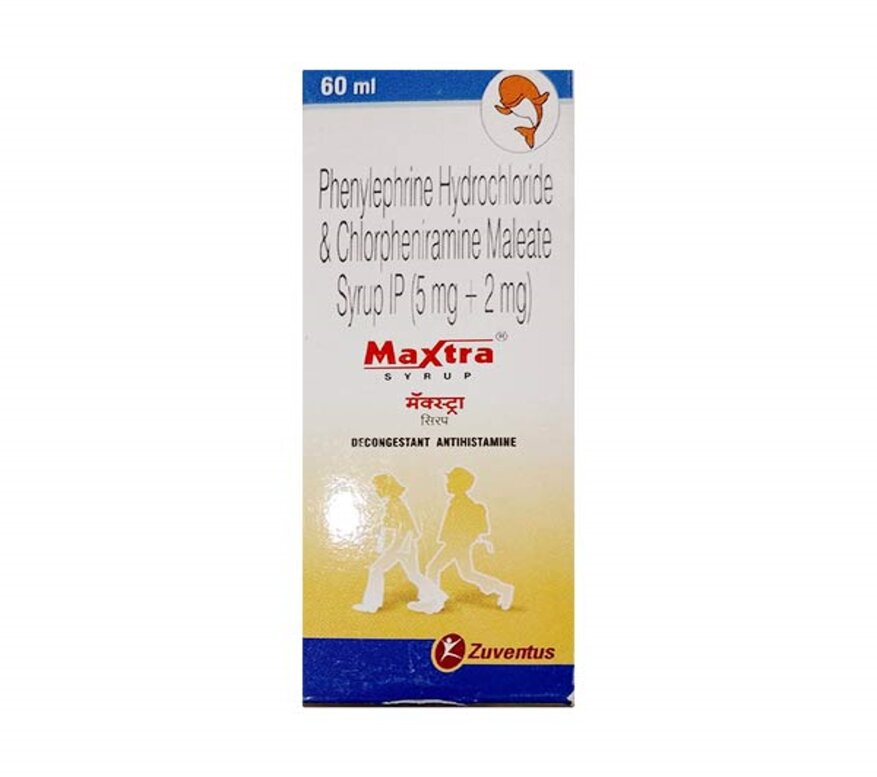 60 ml
Phenylephrine Hydrochloride
& Chlorpheniramine Maleate
Syrup IP (5 mg + 2 mg)
Maxtra®
SYRUP
मॅक्स्ट्रा
सिरप
DECONGESTANT ANTIHISTAMINE
Zuventus